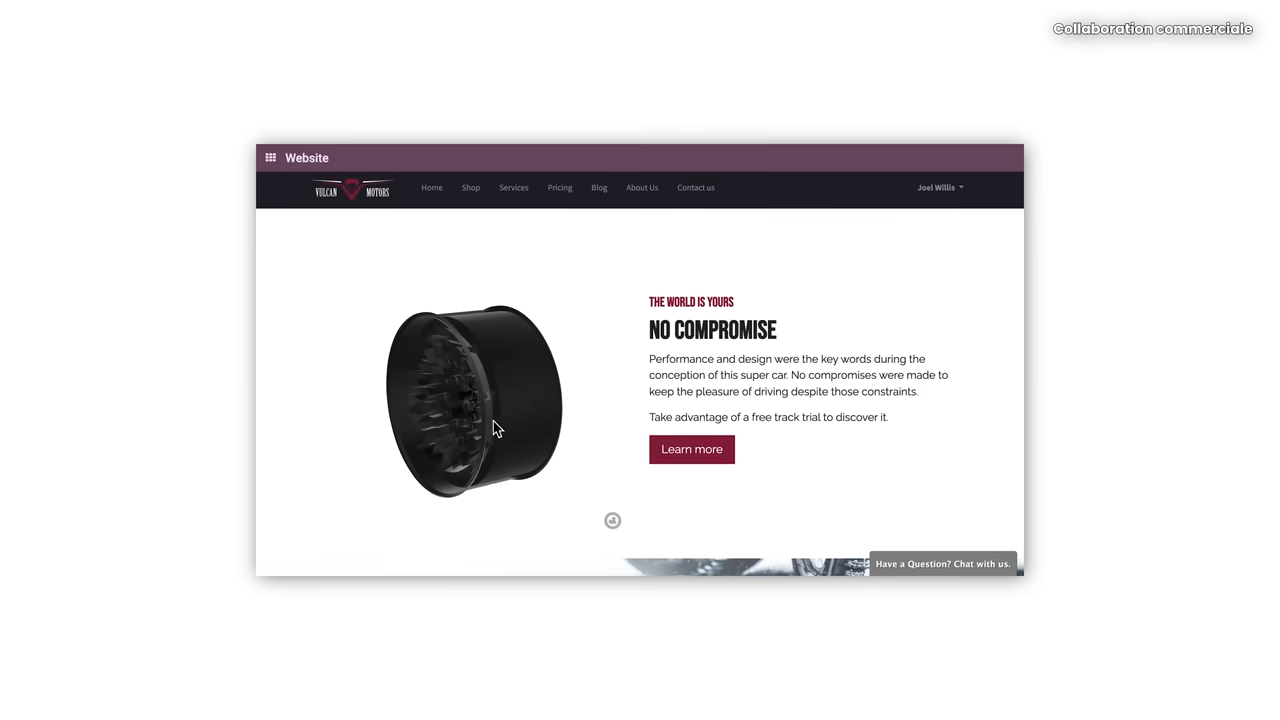 Collaboration commerciale
Website
VULCAN MOTORS
Home Shop Services Pricing Blog About Us Contact us Joel Willis
THE WORLD IS YOURS
NO COMPROMISE
Performance and design were the key words during the
conception of this super car. No compromises were made to
keep the pleasure of driving despite those constraints.
Take advantage of a free track trial to discover it.
Learn more
Have a Question? Chat with us.